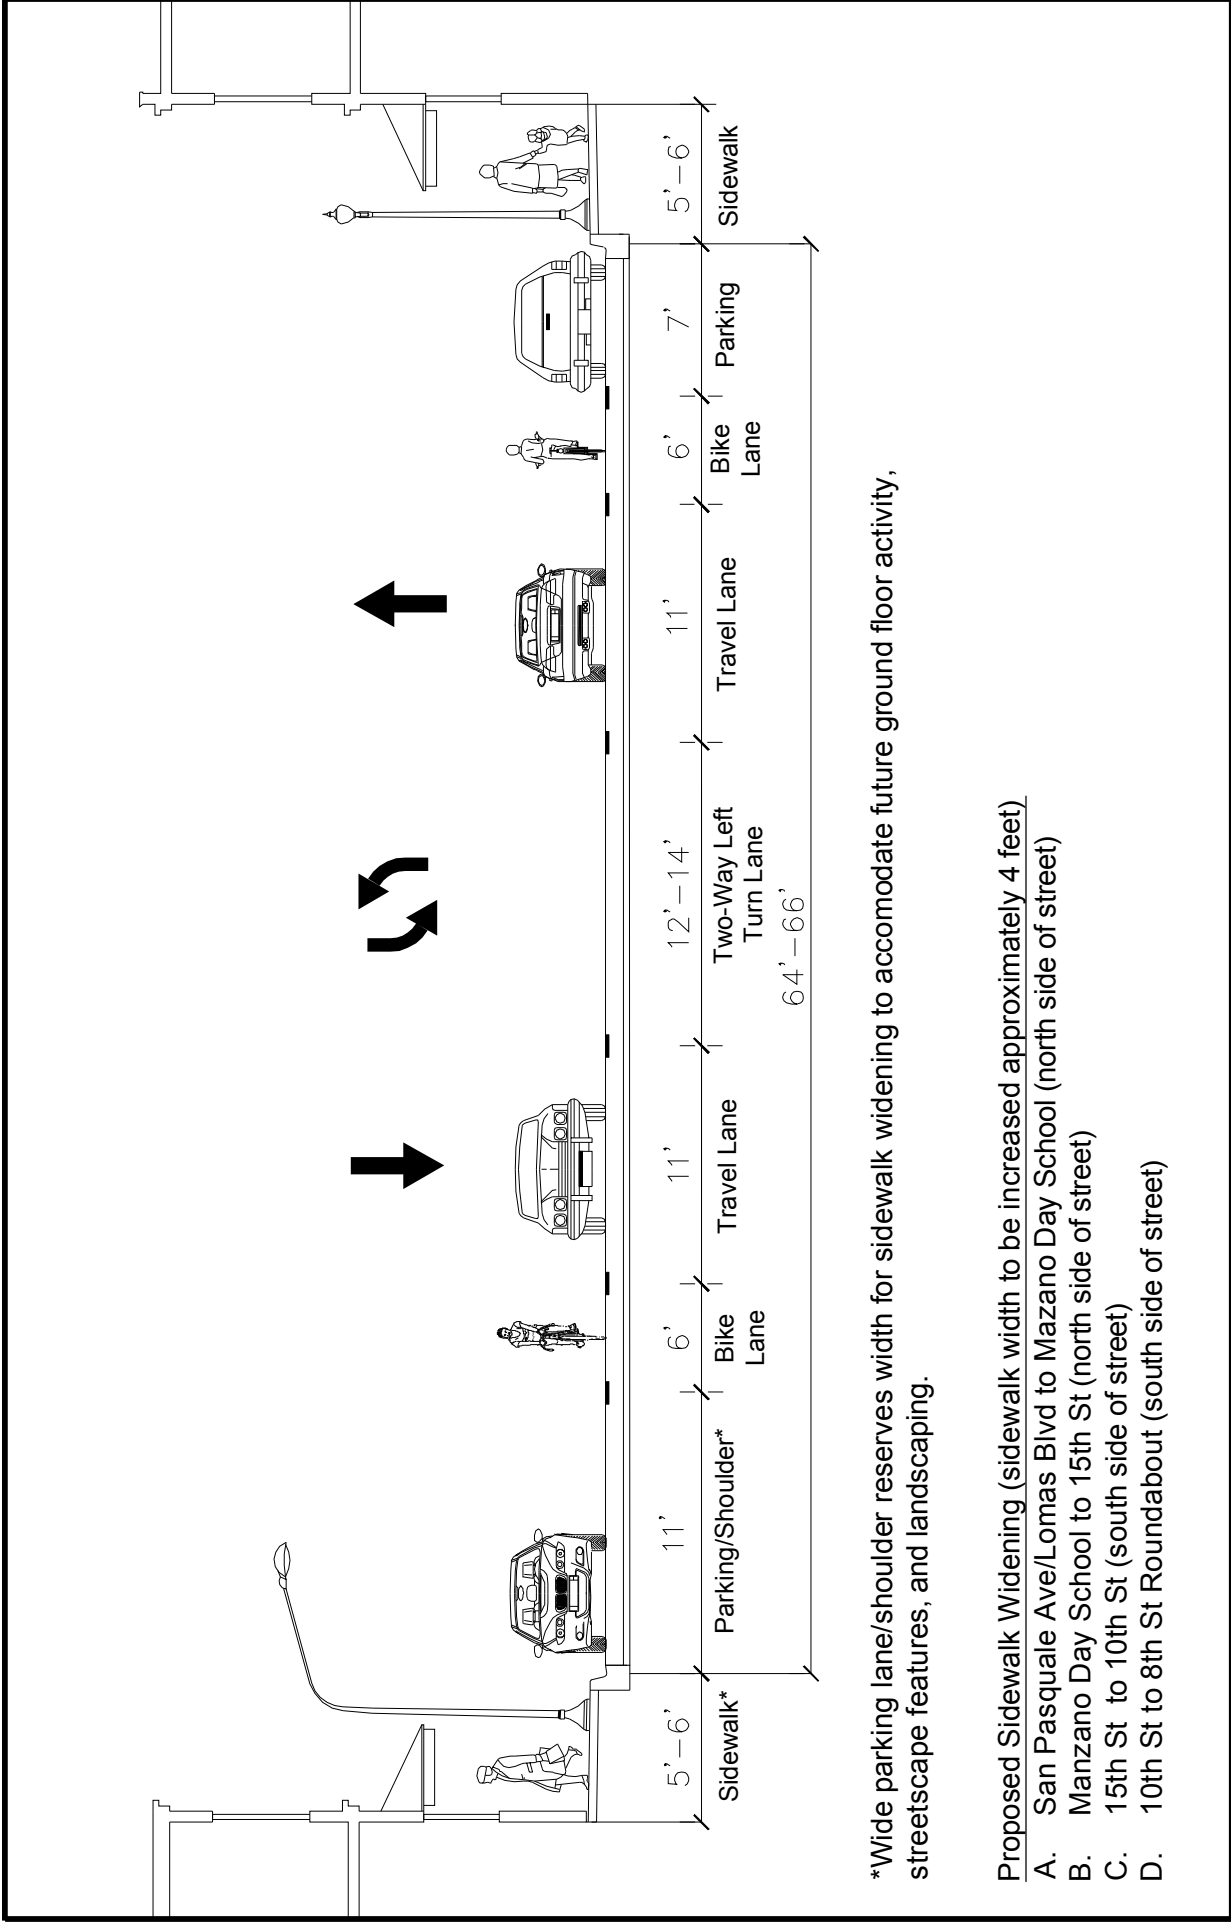 5'-6'
11'
6'
11'
12'-14'
11'
6'
7'
5'-6'
Sidewalk*
Parking/Shoulder*
Bike
Lane
Travel Lane
Two-Way Left
Turn Lane
Travel Lane
Bike
Lane
Parking
Sidewalk
64'-66'
*Wide parking lane/shoulder reserves width for sidewalk widening to accomodate future ground floor activity,
streetscape features, and landscaping.
Proposed Sidewalk Widening (sidewalk width to be increased approximately 4 feet)
A. San Pasquale Ave/Lomas Blvd to Mazano Day School (north side of street)
B. Manzano Day School to 15th St (north side of street)
C. 15th St to 10th St (south side of street)
D. 10th St to 8th St Roundabout (south side of street)